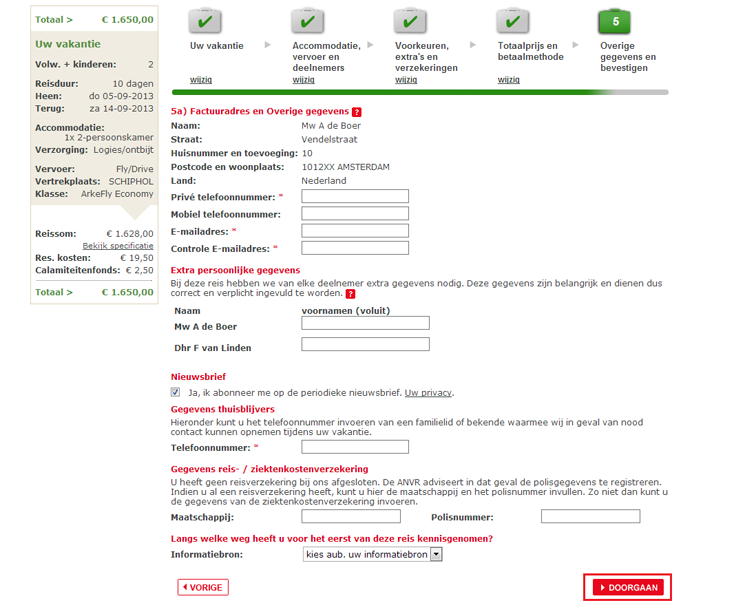 Totaal > € 1.650,00
Uw vakantie
Volw. + kinderen: 2
Reisduur: 10 dagen
Heen: do 05-09-2013
Terug: za 14-09-2013
Accommodatie:
1x 2-persoonskamer
Verzorging: Logies/ontbijt
Vervoer: Fly/Drive
Vertrekplaats: SCHIPHOL
Klasse: ArkeFly Economy
Reissom: € 1.628,00
Bekijk specificatie
Res. kosten: € 19,50
Calamiteitenfonds: € 2,50
Totaal > € 1.650,00
Uw vakantie
wijzig
Accommodatie,
vervoer en
deelnemers
wijzig
Voorkeuren,
extra's en
verzekeringen
wijzig
Totaalprijs en
betaalmethode
wijzig
5
Overige
gegevens en
bevestigen
5a) Factuuradres en Overige gegevens ?
Naam: Mw A de Boer
Straat: Vendelstraat
Huisnummer en toevoeging: 10
Postcode en woonplaats: 1012XX AMSTERDAM
Land: Nederland
Privé telefoonnummer: *
Mobiel telefoonnummer:
E-mailadres: *
Controle E-mailadres: *
Extra persoonlijke gegevens
Bij deze reis hebben we van elke deelnemer extra gegevens nodig. Deze gegevens zijn belangrijk en dienen dus
correct en verplicht ingevuld te worden. ?
Naam voornamen (voluit)
Mw A de Boer
Dhr F van Linden
Nieuwsbrief
Ja, ik abonneer me op de periodieke nieuwsbrief. Uw privacy.
Gegevens thuisblijvers
Hieronder kunt u het telefoonnummer invoeren van een familielid of bekende waarmee wij in geval van nood
contact kunnen opnemen tijdens uw vakantie.
Telefoonnummer: *
Gegevens reis- / ziektenkostenverzekering
U heeft geen reisverzekering bij ons afgesloten. De ANVR adviseert in dat geval de polisgegevens te registreren.
Indien u al een reisverzekering heeft, kunt u hier de maatschappij en het polisnummer invullen. Zo niet dan kunt u
de gegevens van de ziektenkostenverzekering invoeren.
Maatschappij: Polisnummer:
Langs welke weg heeft u voor het eerst van deze reis kennisgenomen?
Informatiebron: kies aub. uw informatiebron
VORIGE
DOORGAAN